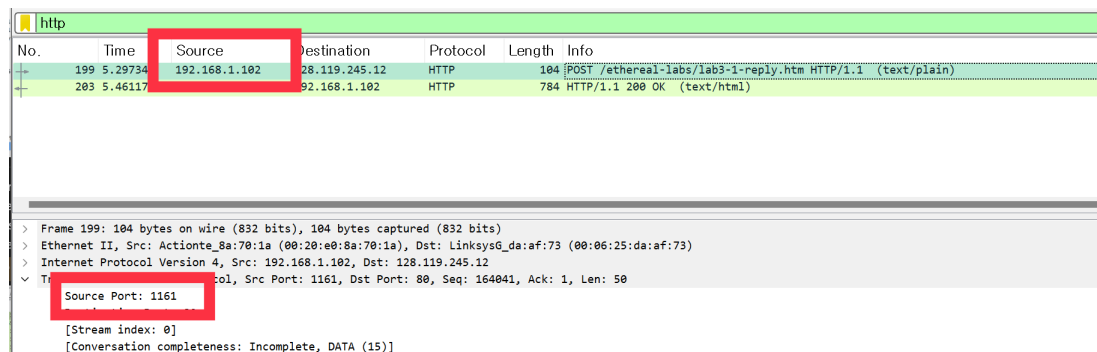 http
No. Time Source Destination Protocol Length Info
199 5.29734 192.168.1.102 28.119.245.12 HTTP 104 POST /ethereal-labs/lab3-1-reply.htm HTTP/1.1 (text/plain)
203 5.46117 92.168.1.102 HTTP 784 HTTP/1.1 200 OK (text/html)
Frame 199: 104 bytes on wire (832 bits), 104 bytes captured (832 bits)
Ethernet II, Src: Actionte_8a:70:1a (00:20:e0:8a:70:1a), Dst: LinksysG_da:af:73 (00:06:25:da:af:73)
Internet Protocol Version 4, Src: 192.168.1.102, Dst: 128.119.245.12
Tr col, Src Port: 1161, Dst Port: 80, Seq: 164041, Ack: 1, Len: 50
Source Port: 1161
[Stream index: 0]
[Conversation completeness: Incomplete, DATA (15)]